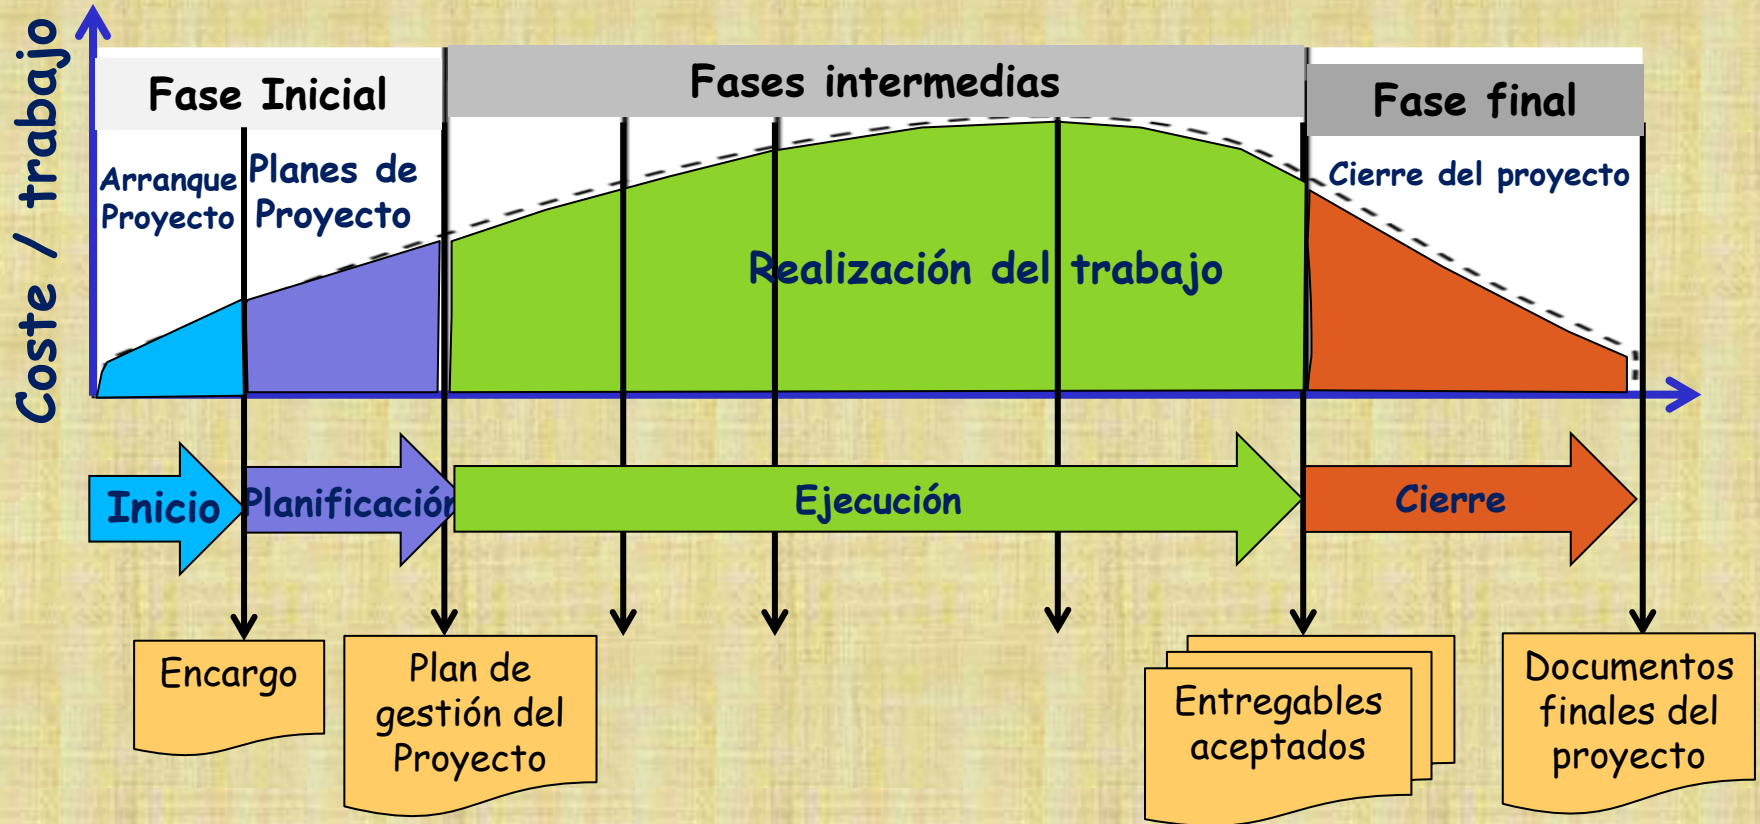 Coste / trabajo
Fase Inicial
Fases intermedias
Fase final
Arranque
Proyecto
Planes de
Proyecto
Cierre del proyecto
Realización del trabajo
Inicio
Planificación
Ejecución
Cierre
Encargo
Plan de
gestión del
Proyecto
Entregables
aceptados
Documentos
finales del
proyecto